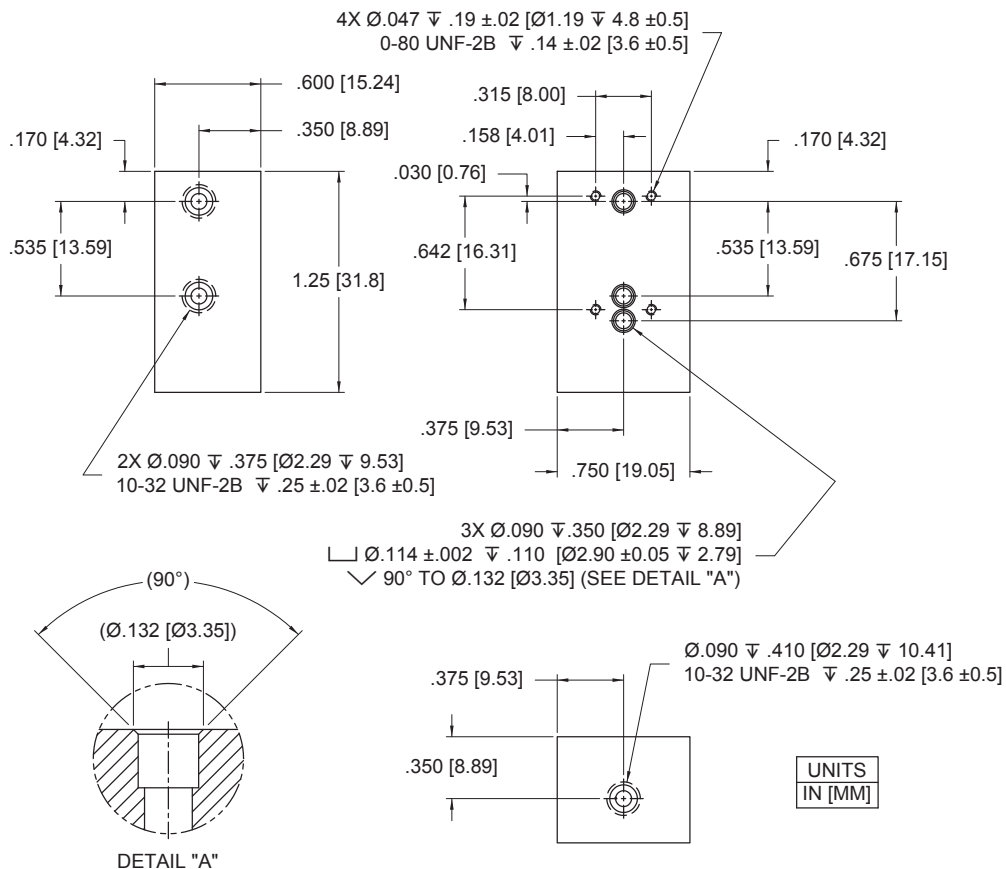 4X Ø.047 ↧ .19 ±.02 [Ø1.19 ↧ 4.8 ±0.5]
0-80 UNF-2B ↧ .14 ±.02 [3.6 ±0.5]
.600 [15.24]
.350 [8.89]
.170 [4.32]
.535 [13.59]
1.25 [31.8]
2X Ø.090 ↧ .375 [Ø2.29 ↧ 9.53]
10-32 UNF-2B ↧ .25 ±.02 [3.6 ±0.5]
.315 [8.00]
.158 [4.01]
.170 [4.32]
.030 [0.76]
.642 [16.31]
.535 [13.59]
.675 [17.15]
.375 [9.53]
.750 [19.05]
3X Ø.090 ↧.350 [Ø2.29 ↧ 8.89]
⌴ Ø.114 ±.002 ↧ .110 [Ø2.90 ±0.05 ↧ 2.79]
⌵ 90° TO Ø.132 [Ø3.35] (SEE DETAIL "A")
(90°)
(Ø.132 [Ø3.35])
DETAIL "A"
Ø.090 ↧ .410 [Ø2.29 ↧ 10.41]
10-32 UNF-2B ↧ .25 ±.02 [3.6 ±0.5]
.375 [9.53]
.350 [8.89]
UNITS
IN [MM]